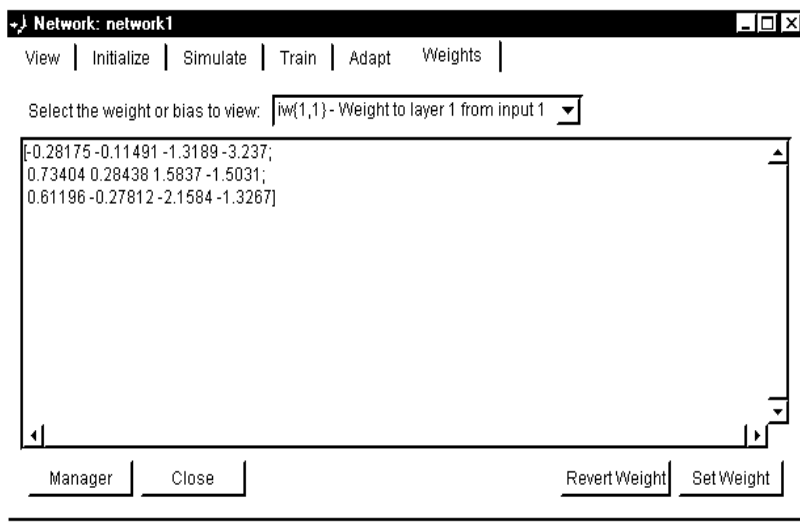 Network: network1
View Initialize Simulate Train Adapt Weights
Select the weight or bias to view: iw{1,1} - Weight to layer 1 from input 1
[-0.28175 -0.11491 -1.3189 -3.237;
0.73404 0.28438 1.5837 -1.5031;
0.61196 -0.27812 -2.1584 -1.3267]
Manager Close Revert Weight Set Weight